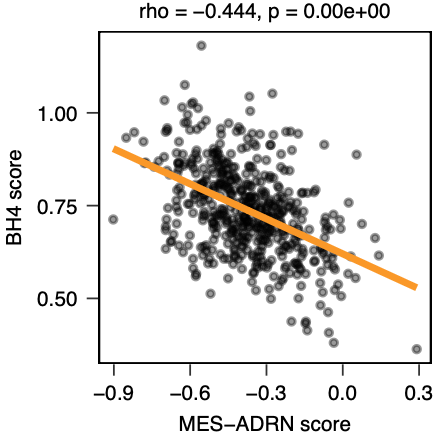 rho = −0.444, p = 0.00e+00
BH4 score
1.00
0.75
0.50
−0.9 −0.6 −0.3 0.0 0.3
MES−ADRN score